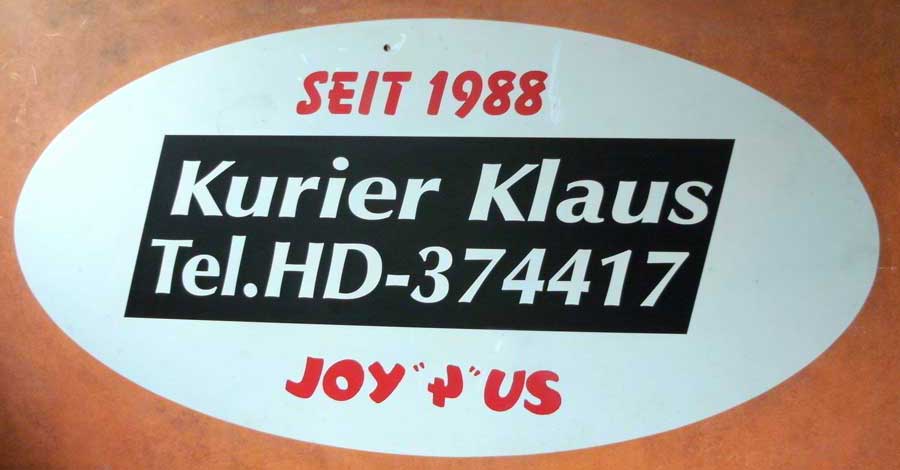 SEIT 1988
Kurier Klaus
Tel.HD-374417
JOY "+" US